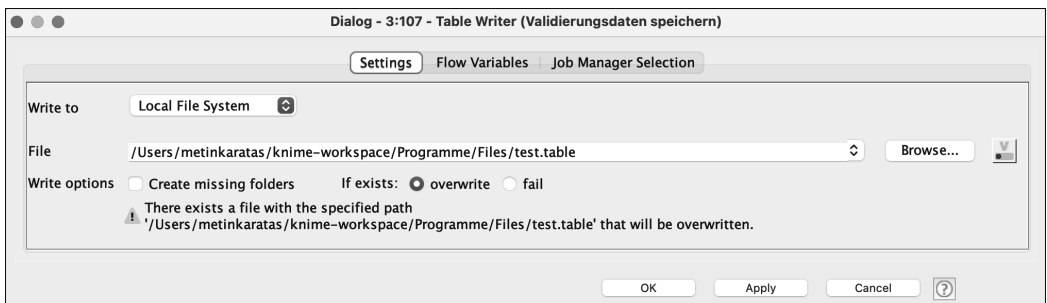 Dialog - 3:107 - Table Writer (Validierungsdaten speichern)
Settings Flow Variables Job Manager Selection
Write to Local File System
File /Users/metinkaratas/knime-workspace/Programme/Files/test.table Browse... V
Write options Create missing folders If exists: overwrite fail
There exists a file with the specified path
'/Users/metinkaratas/knime-workspace/Programme/Files/test.table' that will be overwritten.
OK Apply Cancel ?